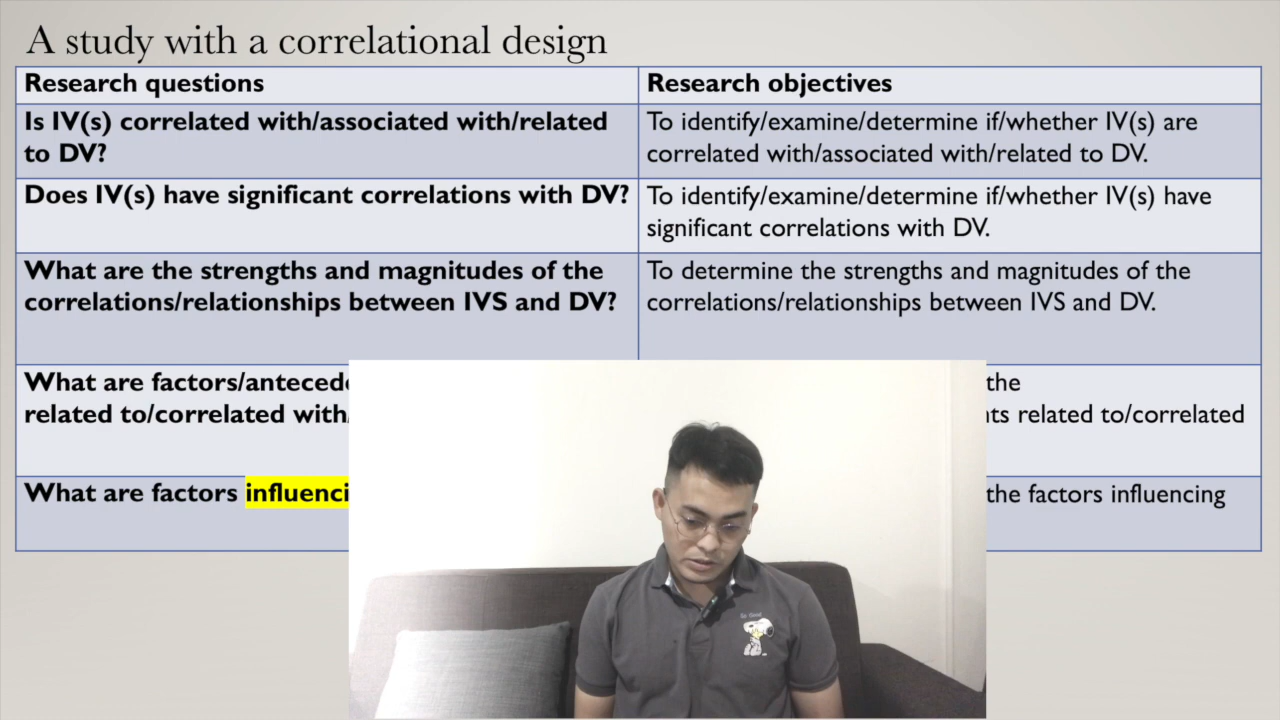 A study with a correlational design
Research questions
Research objectives
Is IV(s) correlated with/associated with/related
to DV?
To identify/examine/determine if/whether IV(s) are
correlated with/associated with/related to DV.
Does IV(s) have significant correlations with DV?
To identify/examine/determine if/whether IV(s) have
significant correlations with DV.
What are the strengths and magnitudes of the
correlations/relationships between IVS and DV?
To determine the strengths and magnitudes of the
correlations/relationships between IVS and DV.
What are
related to/correlated with
the
related to/correlated
What are factors
the factors influencing